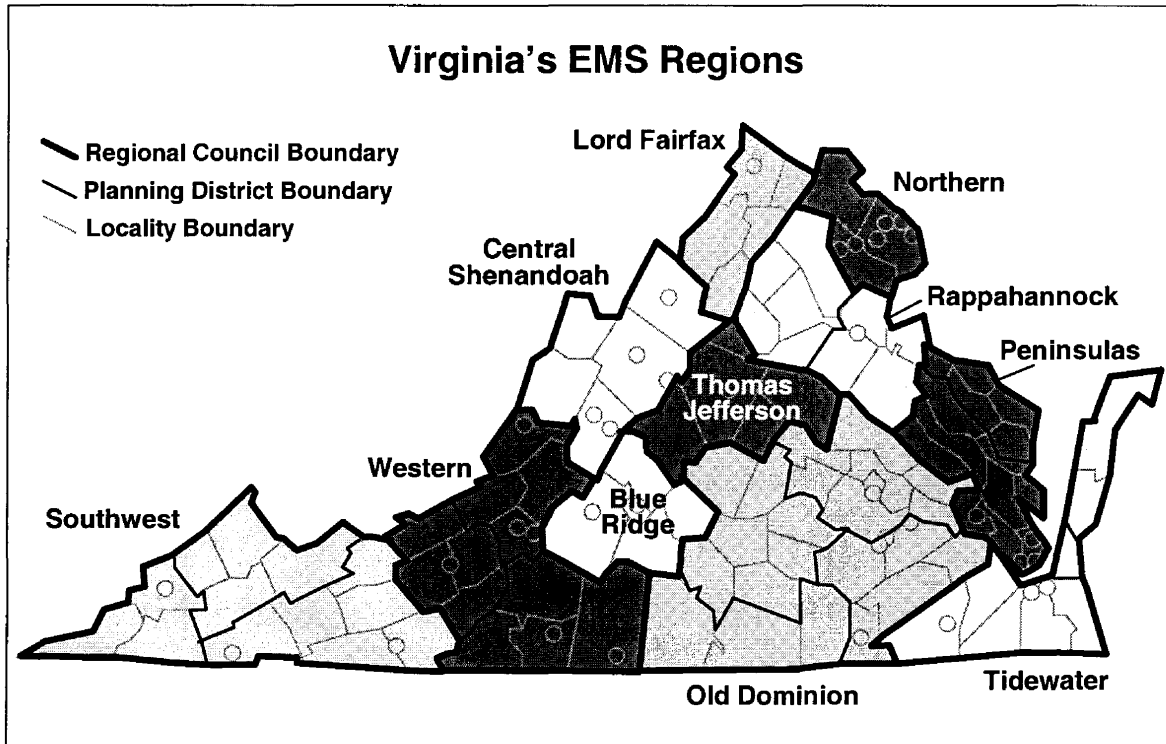 Virginia's EMS Regions
Regional Council Boundary
Planning District Boundary
Locality Boundary
Lord Fairfax
Northern
Central
Shenandoah
Rappahannock
Peninsulas
Thomas
Jefferson
Western
Blue
Ridge
Southwest
Old Dominion
Tidewater